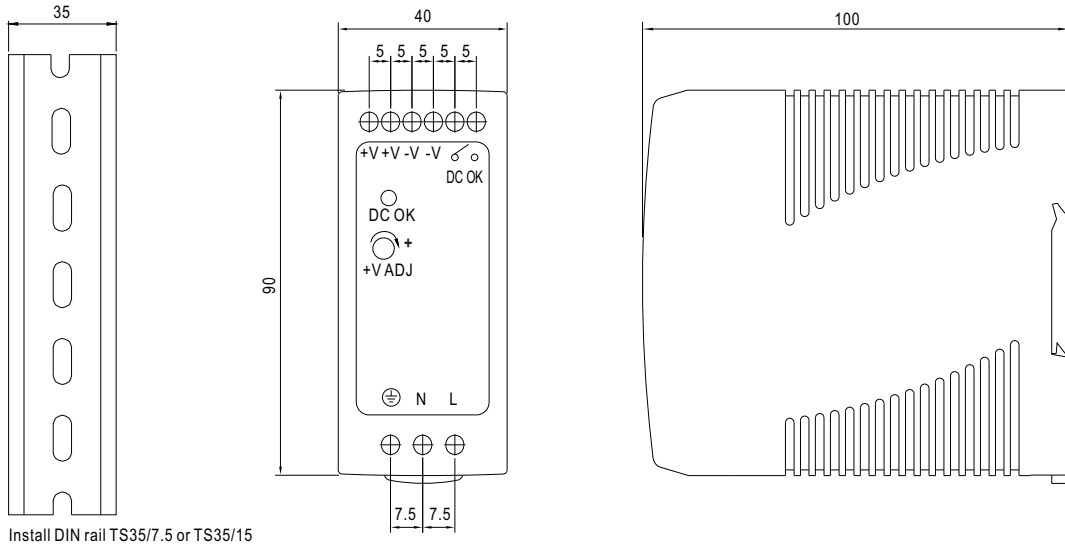 35
40
100
5 5 5 5 5
+V +V -V -V
DC OK
DC OK
+
+V ADJ
90
N L
7.5 7.5
Install DIN rail TS35/7.5 or TS35/15